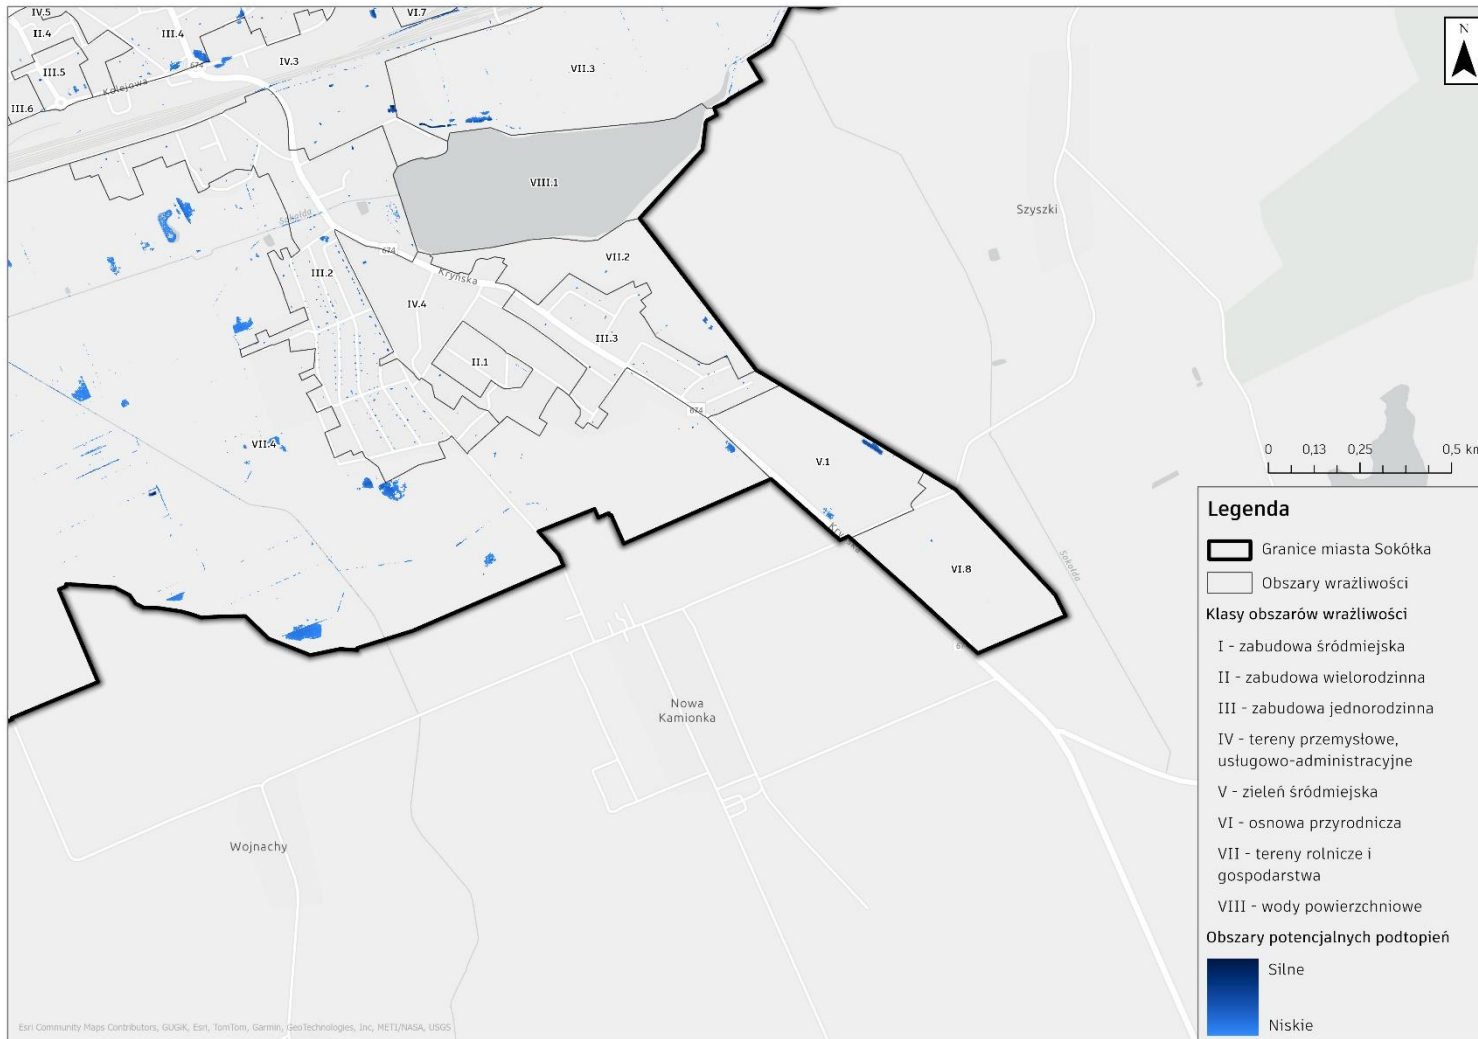 IV.5
II.4
III.4
VI.7
N
III.5
674
IV.3
VII.3
Kolejowa
III.6
VIII.1
Szyszki
Sokołda
674
VII.2
III.2
Kryńska
IV.4
III.3
II.1
674
0 0,13 0,25 0,5 km
VII.4
V.1
VI.8
Sokołda
Nowa
Kamionka
Wojnachy
Legenda
Granice miasta Sokółka
Obszary wrażliwości
Klasy obszarów wrażliwości
I - zabudowa śródmiejska
II - zabudowa wielorodzinna
III - zabudowa jednorodzinna
IV - tereny przemysłowe,
usługowo-administracyjne
V - zieleń śródmiejska
VI - osnowa przyrodnicza
VII - tereny rolnicze i
gospodarstwa
VIII - wody powierzchniowe
Obszary potencjalnych podtopień
Silne
Niskie
Esri Community Maps Contributors, GUGiK, Esri, TomTom, Garmin, GeoTechnologies, Inc, METI/NASA, USGS